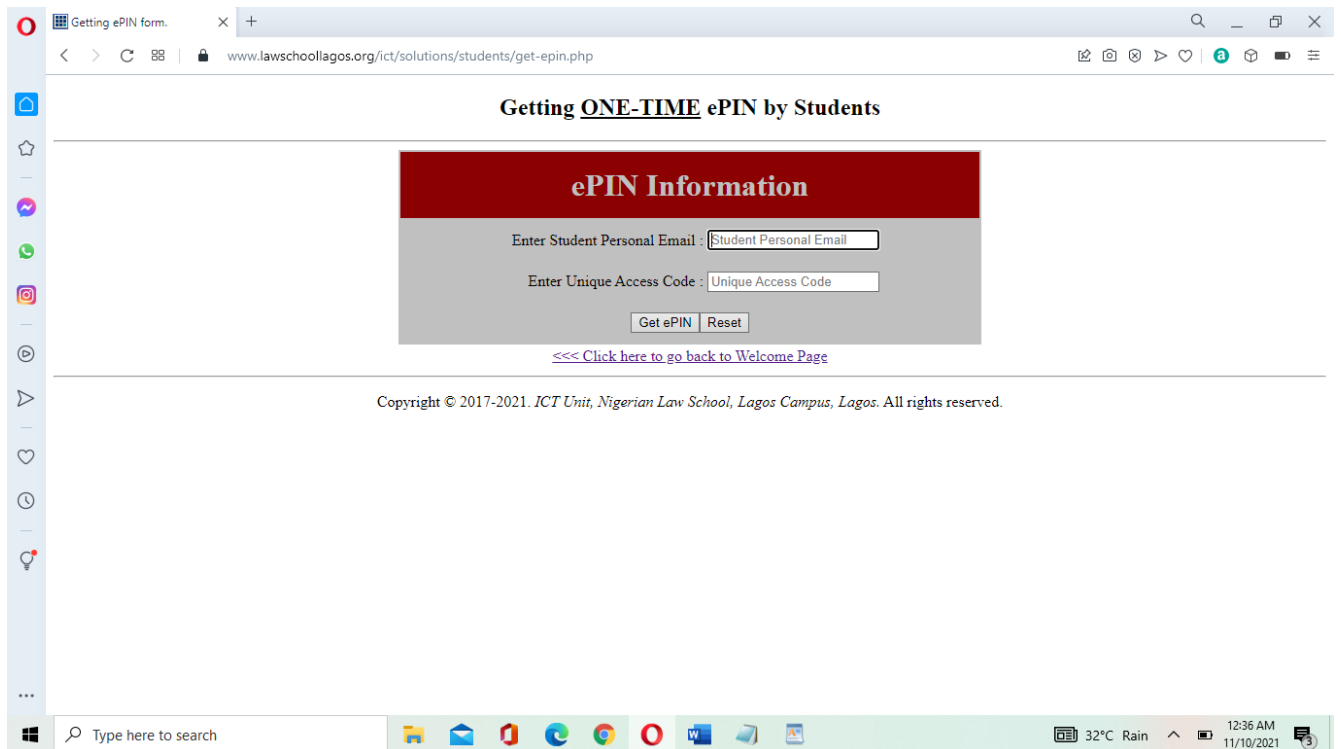 Getting ePIN form.
www.lawschoollagos.org/ict/solutions/students/get-epin.php
a
Getting ONE-TIME ePIN by Students
ePIN Information
Enter Student Personal Email : Student Personal Email
Enter Unique Access Code : Unique Access Code
Get ePIN Reset
<<< Click here to go back to Welcome Page
Copyright © 2017-2021. ICT Unit, Nigerian Law School, Lagos Campus, Lagos. All rights reserved.
Type here to search
32°C Rain
12:36 AM
11/10/2021
3